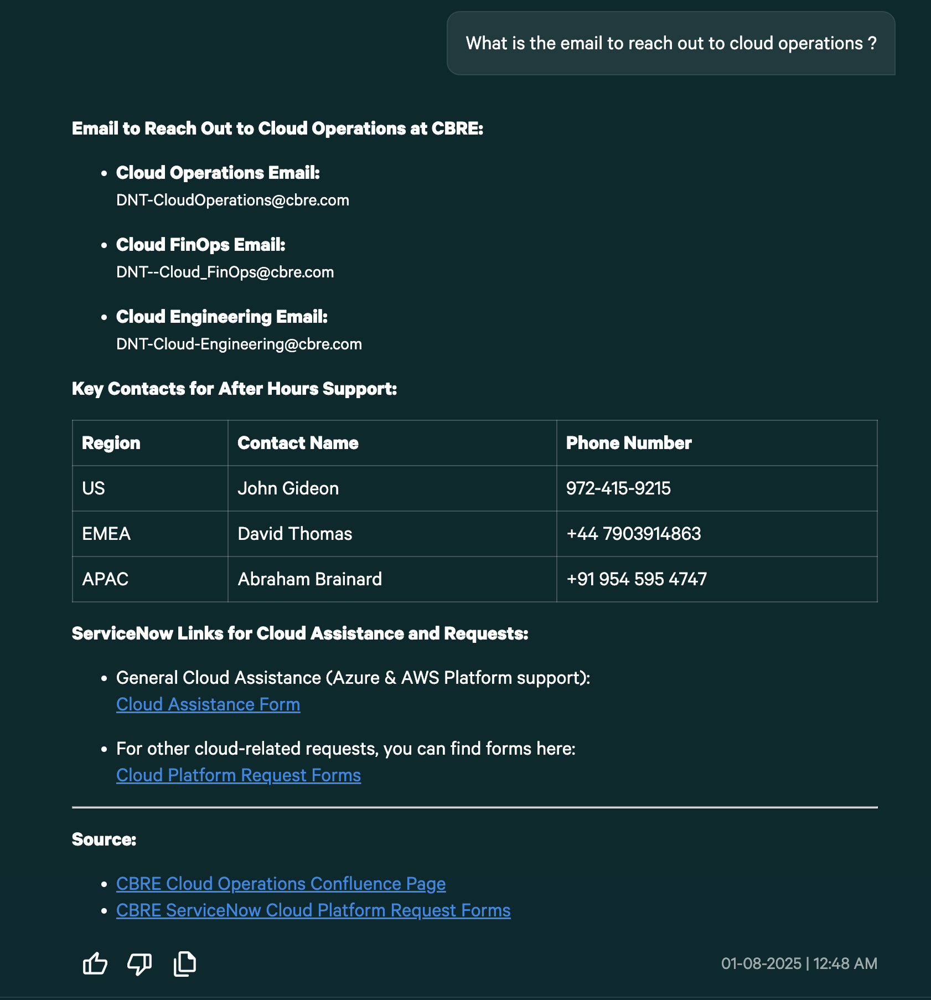 What is the email to reach out to cloud operations ?
Email to Reach Out to Cloud Operations at CBRE:
• Cloud Operations Email:
DNT-CloudOperations@cbre.com
• Cloud FinOps Email:
DNT--Cloud_FinOps@cbre.com
• Cloud Engineering Email:
DNT-Cloud-Engineering@cbre.com
Key Contacts for After Hours Support:
Region Contact Name Phone Number
US John Gideon 972-415-9215
EMEA David Thomas +44 7903914863
APAC Abraham Brainard +91 954 595 4747
ServiceNow Links for Cloud Assistance and Requests:
• General Cloud Assistance (Azure & AWS Platform support):
Cloud Assistance Form
• For other cloud-related requests, you can find forms here:
Cloud Platform Request Forms
Source:
• CBRE Cloud Operations Confluence Page
• CBRE ServiceNow Cloud Platform Request Forms
01-08-2025 | 12:48 AM